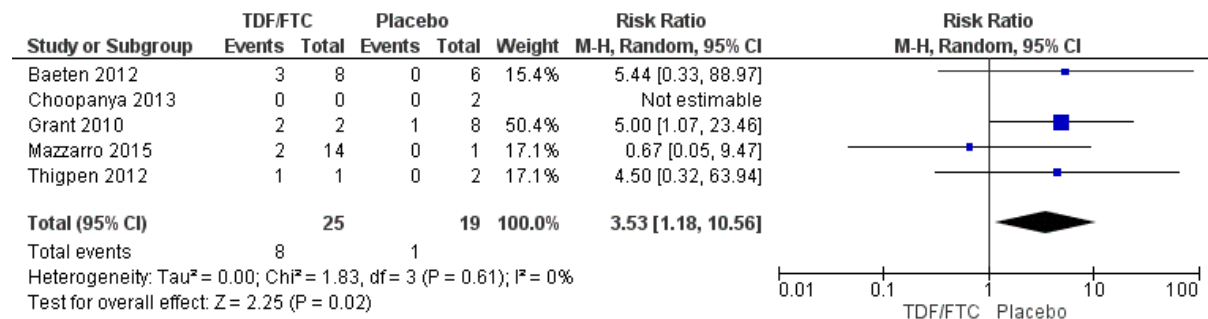 TDF/FTC Placebo Risk Ratio Risk Ratio
Study or Subgroup Events Total Events Total Weight M-H, Random, 95% CI M-H, Random, 95% CI
Baeten 2012 3 8 0 6 15.4% 5.44 [0.33, 88.97]
Choopanya 2013 0 0 0 2 Not estimable
Grant 2010 2 2 1 8 50.4% 5.00 [1.07, 23.46]
Mazzarro 2015 2 14 0 1 17.1% 0.67 [0.05, 9.47]
Thigpen 2012 1 1 0 2 17.1% 4.50 [0.32, 63.94]
Total (95% CI) 25 19 100.0% 3.53 [1.18, 10.56]
Total events 8 1
Heterogeneity: Tau² = 0.00; Chi² = 1.83, df = 3 (P = 0.61); I² = 0%
Test for overall effect: Z = 2.25 (P = 0.02)
0.01 0.1 1 10 100
TDF/FTC Placebo